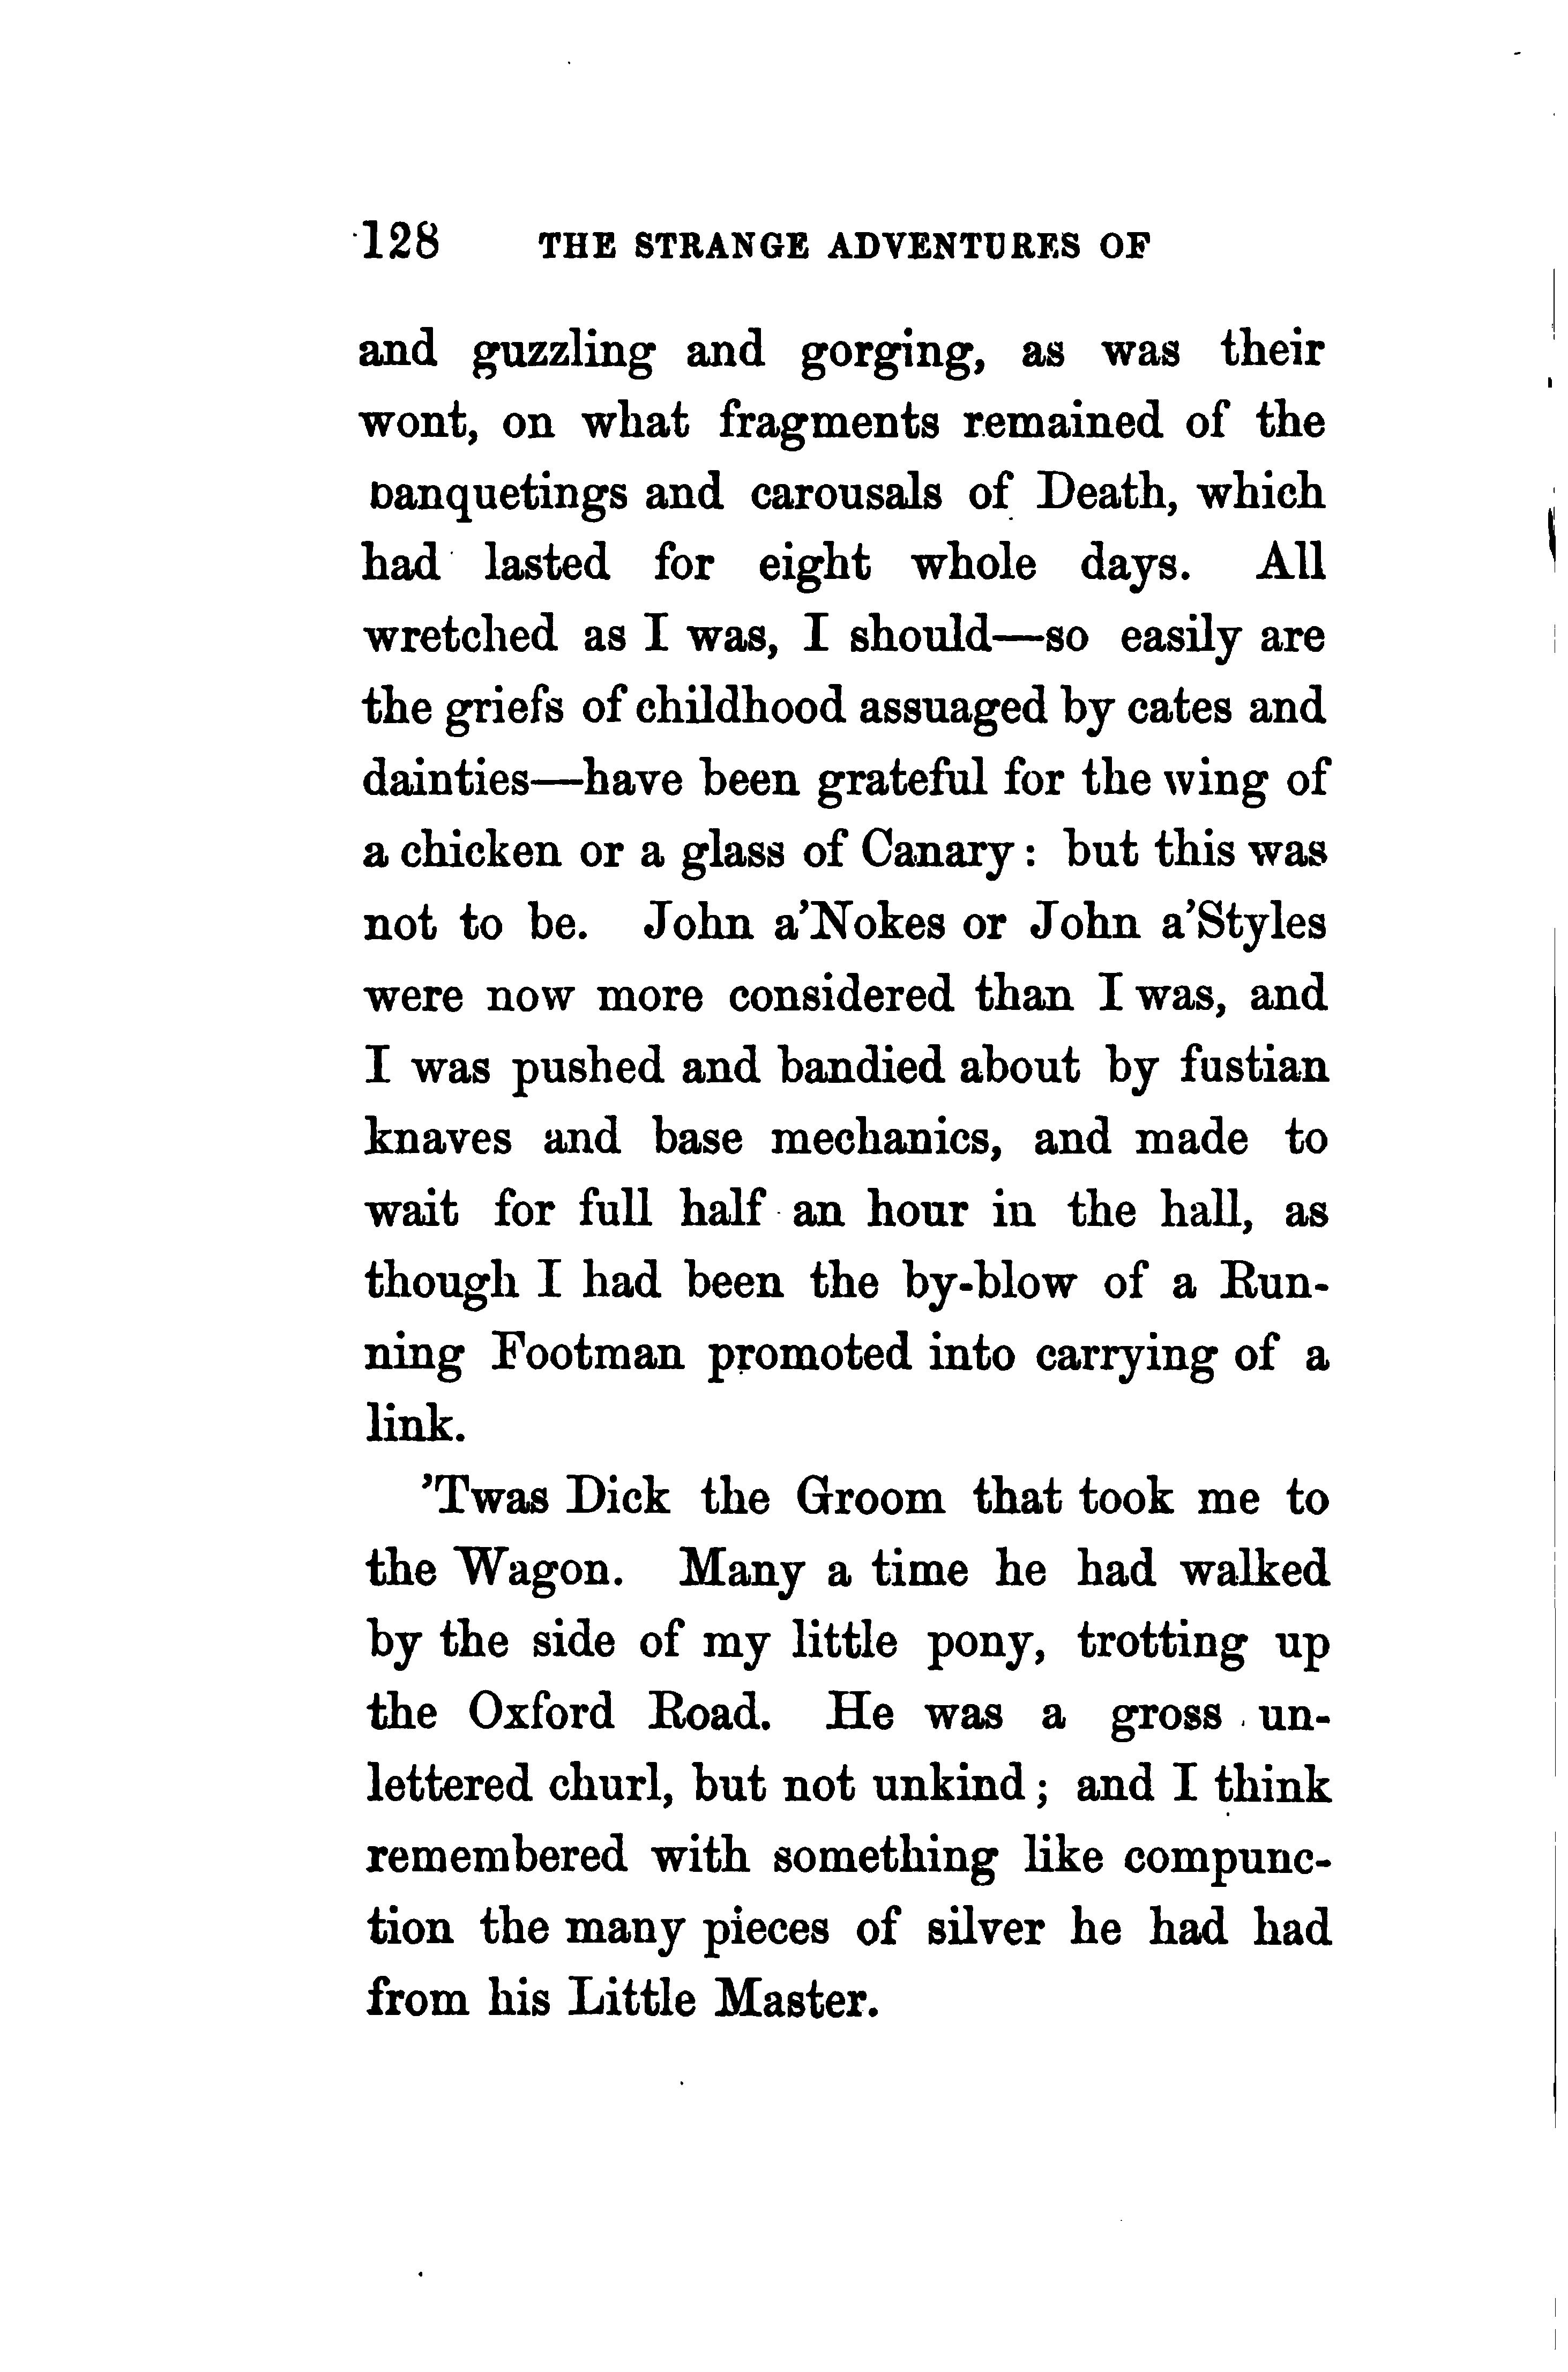 128 THE STRANGE ADVENTURES OF
and guzzling and gorging, as was their
wont, on what fragments remained of the
banquetings and carousals of Death, which
had lasted for eight whole days. All
wretched as I was, I should—so easily are
the griefs of childhood assuaged by cates and
dainties—have been grateful for the wing of
a chicken or a glass of Canary: but this was
not to be. John a'Nokes or John a'Styles
were now more considered than I was, and
I was pushed and bandied about by fustian
knaves and base mechanics, and made to
wait for full half an hour in the hall, as
though I had been the by-blow of a Run-
ning Footman promoted into carrying of a
link.
'Twas Dick the Groom that took me to
the Wagon. Many a time he had walked
by the side of my little pony, trotting up
the Oxford Road. He was a gross un-
lettered churl, but not unkind; and I think
remembered with something like compunc-
tion the many pieces of silver he had had
from his Little Master.